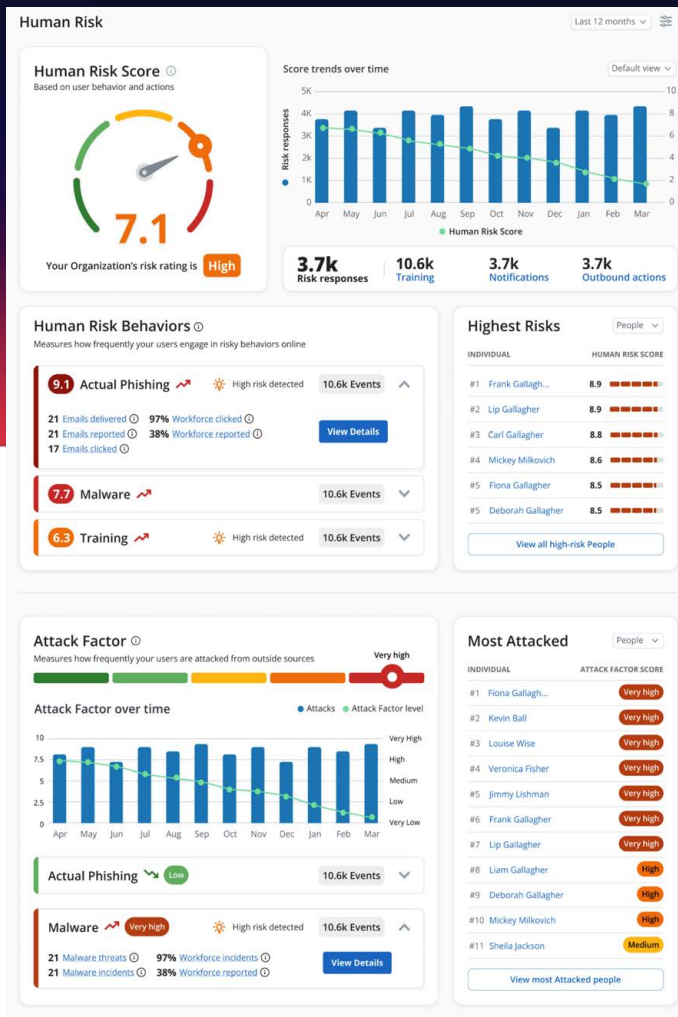 Human Risk
Last 12 months
Human Risk Score
Based on user behavior and actions
7.1
Your Organization's risk rating is High
Score trends over time
Default view
Risk responses
5K
4K
3K
2k
1K
0
10
8
6
4
2
0
Apr May Jun Jul Aug Sep Oct Nov Dec Jan Feb Mar
Human Risk Score
3.7k 10.6k 3.7k 3.7k
Risk responses Training Notifications Outbound actions
Human Risk Behaviors
Measures how frequently your users engage in risky behaviors online
9.1 Actual Phishing High risk detected 10.6k Events
21 Emails delivered 97% Workforce clicked
21 Emails reported 38% Workforce reported
17 Emails clicked
View Details
7.7 Malware 10.6k Events
6.3 Training High risk detected 10.6k Events
Highest Risks
People
INDIVIDUAL HUMAN RISK SCORE
#1 Frank Gallagh... 8.9
#2 Lip Gallagher 8.9
#3 Carl Gallagher 8.8
#4 Mickey Milkovich 8.6
#5 Fiona Gallagher 8.5
#5 Deborah Gallagher 8.5
View all high-risk People
Attack Factor
Measures how frequently your users are attacked from outside sources
Very high
Attack Factor over time
Attacks Attack Factor level
10
7.5
5
2.5
0
Very High
High
Medium
Low
Very Low
Apr May Jun Jul Aug Sep Oct Nov Dec Jan Feb Mar
Actual Phishing Low 10.6k Events
Malware Very high High risk detected 10.6k Events
21 Malware threats 97% Workforce incidents
21 Malware incidents 38% Workforce reported
View Details
Most Attacked
People
INDIVIDUAL ATTACK FACTOR SCORE
#1 Fiona Gallagh... Very high
#2 Kevin Ball Very high
#3 Louise Wise Very high
#4 Veronica Fisher Very high
#5 Jimmy Lishman Very high
#6 Frank Gallagher Very high
#7 Lip Gallagher Very high
#8 Liam Gallagher High
#9 Deborah Gallagher High
#10 Mickey Milkovich High
#11 Sheila Jackson Medium
View most Attacked people